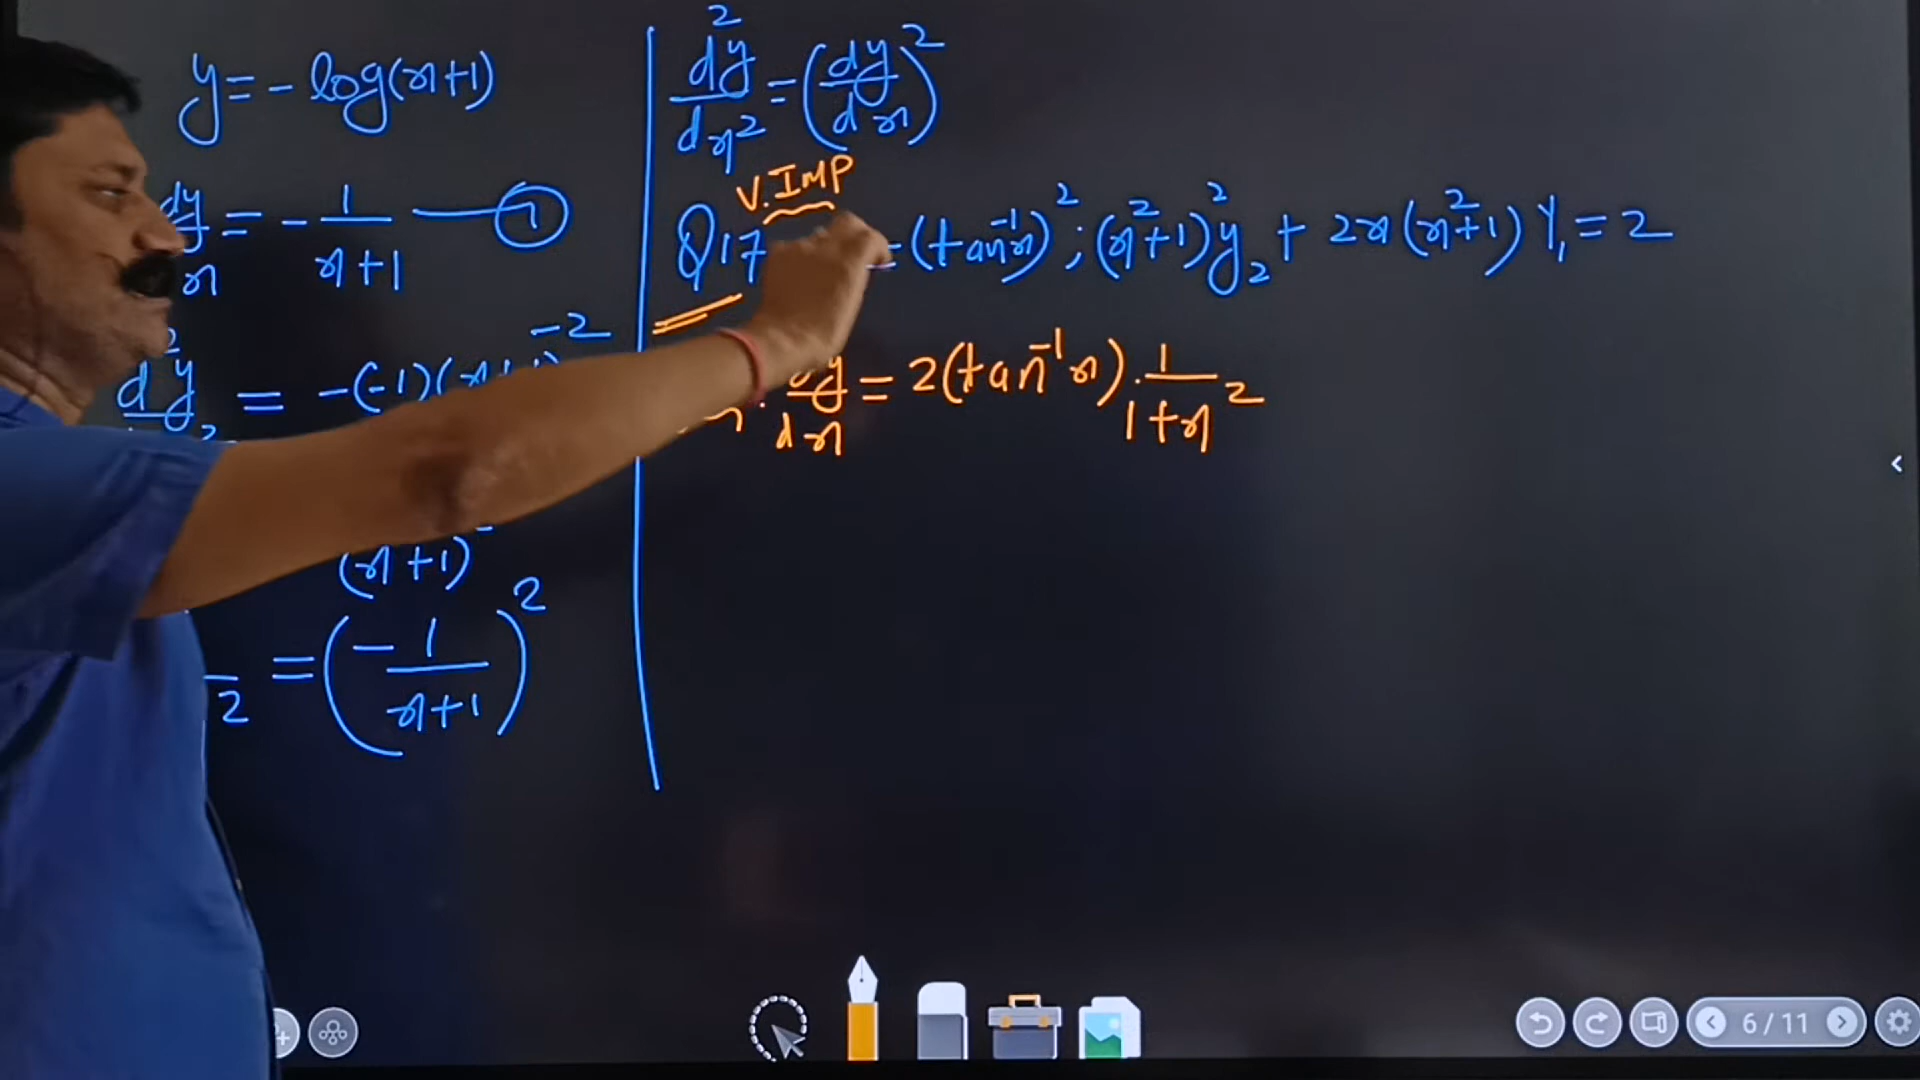 y = - log(x+1)
dy/dx = - 1/(x+1) — 1
d²y = -(-1)(x+1)^-2
(x+1)
2 = (- 1/(x+1))²
d²y/dx² = (dy/dx)²
V. IMP
Q17 = (tan⁻¹x)²; (x²+1)²y₂ + 2x(x²+1)y₁ = 2
dy/dx = 2(tan⁻¹x) · 1/(1+x²)
6 / 11